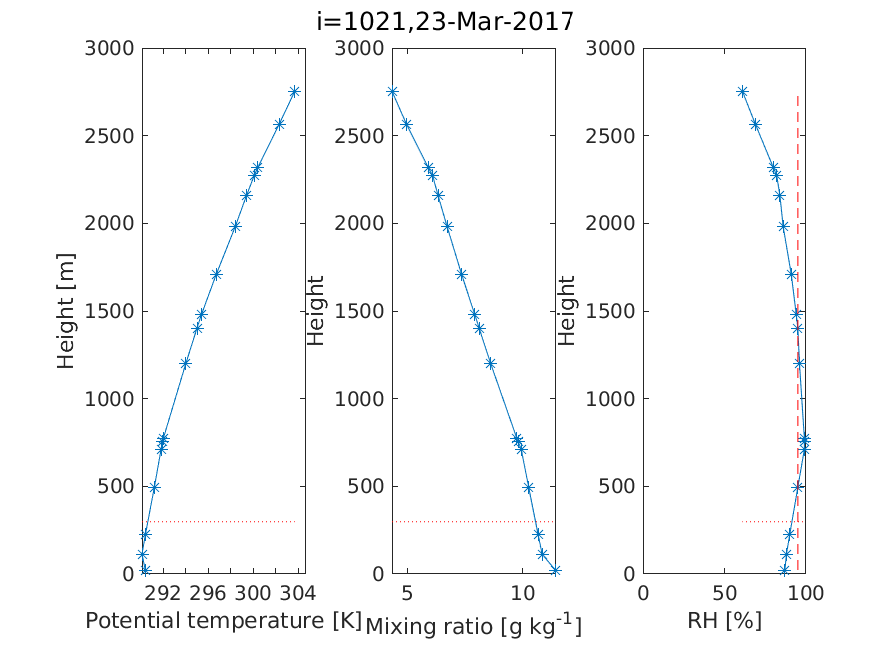 i=1021,23-Mar-2017
3000
2500
2000
1500
1000
500
0
Height [m]
292 296 300 304
Potential temperature [K]
3000
2500
2000
1500
1000
500
0
Height
5 10
Mixing ratio [g kg-1]
3000
2500
2000
1500
1000
500
0
Height
0 50 100
RH [%]